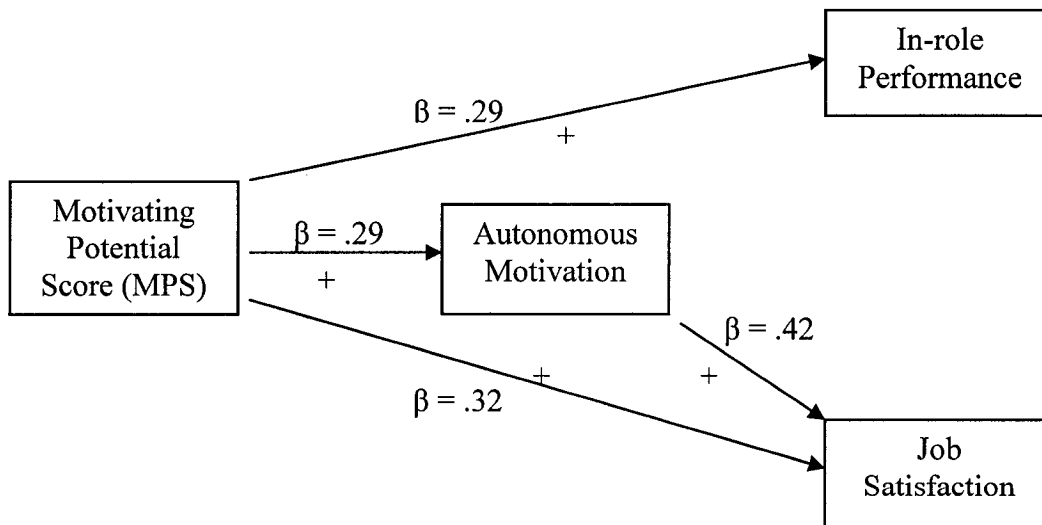 In-role
Performance
β = .29
+
Motivating
Potential
Score (MPS)
β = .29
+
Autonomous
Motivation
β = .42
+
+
β = .32
Job
Satisfaction